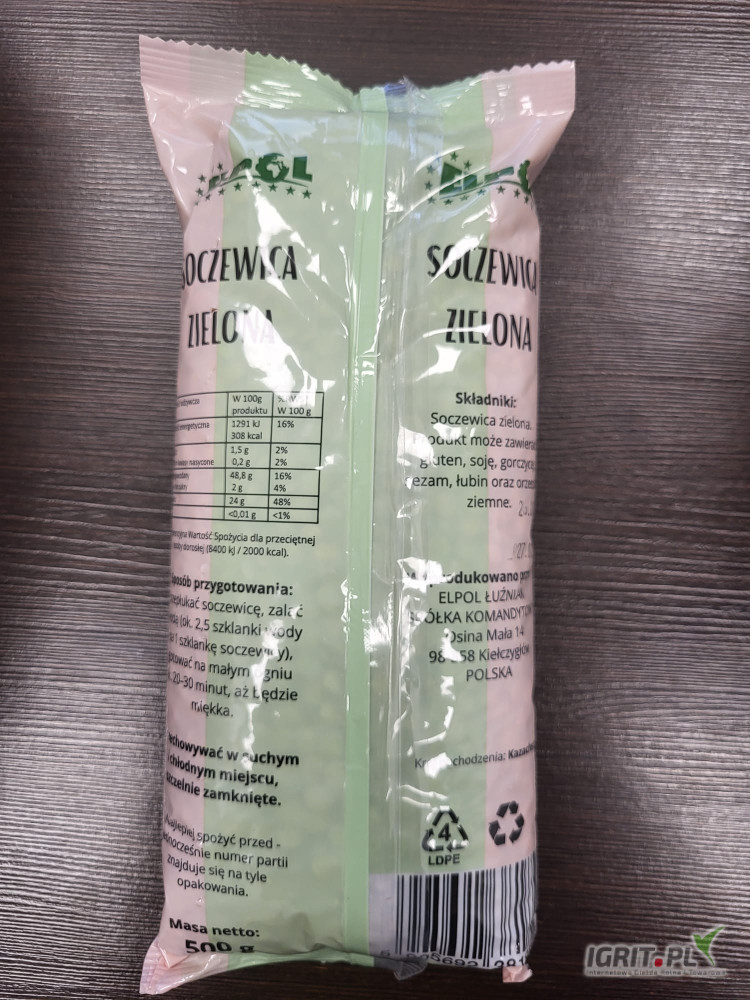 SOCZEWICA
ZIELONA
W 100g
produktu
W 100 g
1291 kJ
308 kcal
16%
1,5 g
2%
nasycone
0,2 g
2%
48,8 g
16%
2 g
4%
24 g
48%
<0,01 g
<1%
Wartość Spożycia dla przeciętnej
dorosłej (8400 kJ / 2000 kcal).
przygotowania:
soczewicę, zalać
(ok. 2,5 szklanki wody
1 szklankę soczewicy),
na małym ogniu
20-30 minut, aż będzie
miękka.
w suchym
chłodnym miejscu,
zamknięte.
Najlepiej spożyć przed -
numer partii
znajduje się na tyle
opakowania.
Masa netto:
500 g
SOCZEWICA
ZIELONA
Składniki:
Soczewica zielona.
Produkt może zawierać
gluten, soję, gorczycę,
sezam, łubin oraz
ziemne.
ELPOL ŁUŹNIAK
SPÓŁKA KOMANDYTOWA
Osina Mała 14
Kiełczygłów
POLSKA
4
LDPE
IGRIT.PL